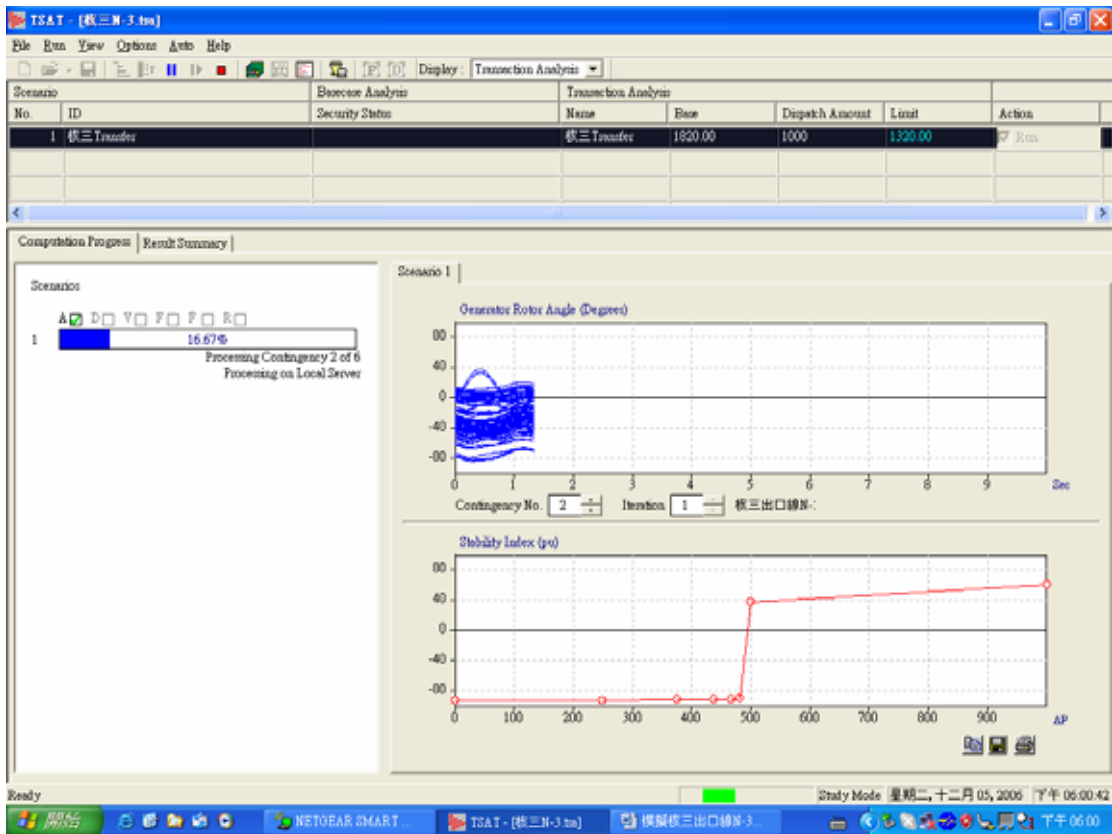 TSAT - [核三N-3.tsa]
File Run View Options Auto Help
Display: Transaction Analysis
Scenario Basecase Analysis Transaction Analysis
No. ID Security Status Name Base Dispatch Amount Limit Action
1 核三Transfer 核三Transfer 1820.00 1000 1320.00 Run
Computation Progress Result Summary
Scenarios
A D V F F R
1 16.67%
Processing Contingency 2 of 6
Processing on Local Server
Scenario 1
Generator Rotor Angle (Degrees)
80
40
0
-40
-80
0 1 2 3 4 5 6 7 8 9 Sec
Contingency No. 2 Iteration 1 核三出口線N-
Stability Index (pu)
80
40
0
-40
-80
0 100 200 300 400 500 600 700 800 900 ΔP
Ready Study Mode 星期二, 十二月 05, 2006 下午 06:00:42
開始 NETGEAR SMART ... TSAT - [核三N-3.tsa] 模擬核三出口線N-3... 下午 06:00